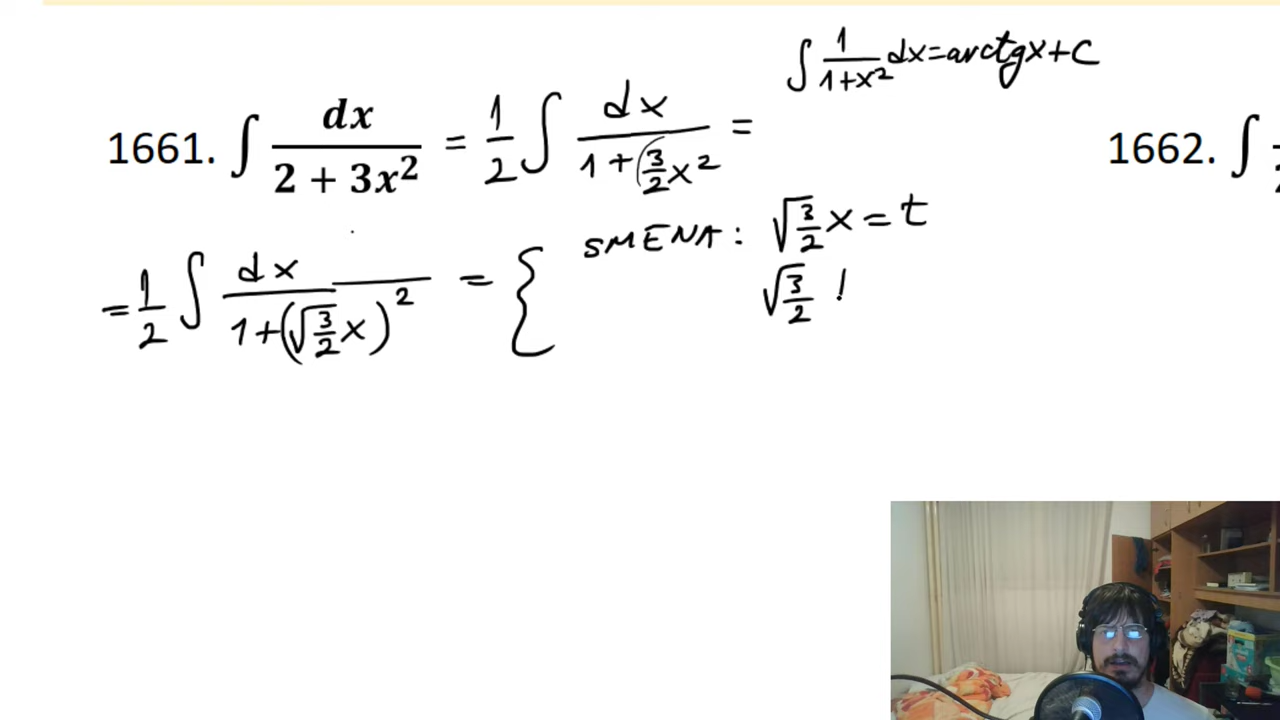 ∫ 1/(1+x²) dx = arctgx + C
1661. ∫ dx/(2 + 3x²) = 1/2 ∫ dx/(1 + (3/2 x²) =
1662. ∫
SMENA : √(3/2) x = t
= 1/2 ∫ dx/(1+(√(3/2) x)²) = {
√(3/2)